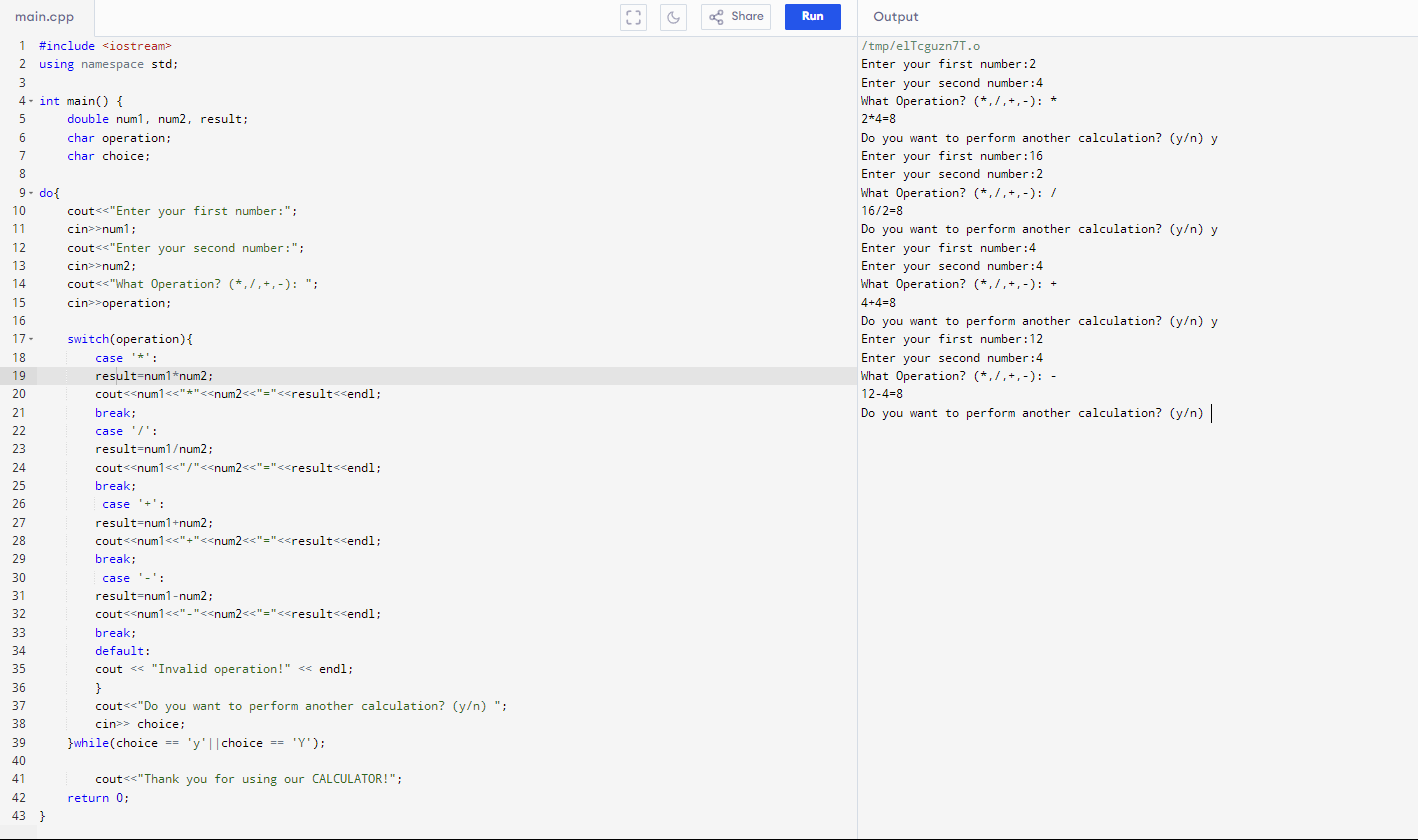 main.cpp
Share
Run
Output
1 #include <iostream>
2 using namespace std;
3
4 int main() {
5     double num1, num2, result;
6     char operation;
7     char choice;
8
9 do{
10     cout<<"Enter your first number:";
11     cin>>num1;
12     cout<<"Enter your second number:";
13     cin>>num2;
14     cout<<"What Operation? (*,/,+,-): ";
15     cin>>operation;
16
17     switch(operation){
18         case '*':
19         result=num1*num2;
20         cout<<num1<<"*"<<num2<<"="<<result<<endl;
21         break;
22         case '/':
23         result=num1/num2;
24         cout<<num1<<"/"<<num2<<"="<<result<<endl;
25         break;
26          case '+':
27         result=num1+num2;
28         cout<<num1<<"+"<<num2<<"="<<result<<endl;
29         break;
30          case '-':
31         result=num1-num2;
32         cout<<num1<<"-"<<num2<<"="<<result<<endl;
33         break;
34         default:
35         cout << "Invalid operation!" << endl;
36         }
37         cout<<"Do you want to perform another calculation? (y/n) ";
38         cin>> choice;
39     }while(choice == 'y'||choice == 'Y');
40
41         cout<<"Thank you for using our CALCULATOR!";
42     return 0;
43 }
/tmp/elTcguzn7T.o
Enter your first number:2
Enter your second number:4
What Operation? (*,/,+,-): *
2*4=8
Do you want to perform another calculation? (y/n) y
Enter your first number:16
Enter your second number:2
What Operation? (*,/,+,-): /
16/2=8
Do you want to perform another calculation? (y/n) y
Enter your first number:4
Enter your second number:4
What Operation? (*,/,+,-): +
4+4=8
Do you want to perform another calculation? (y/n) y
Enter your first number:12
Enter your second number:4
What Operation? (*,/,+,-): -
12-4=8
Do you want to perform another calculation? (y/n)